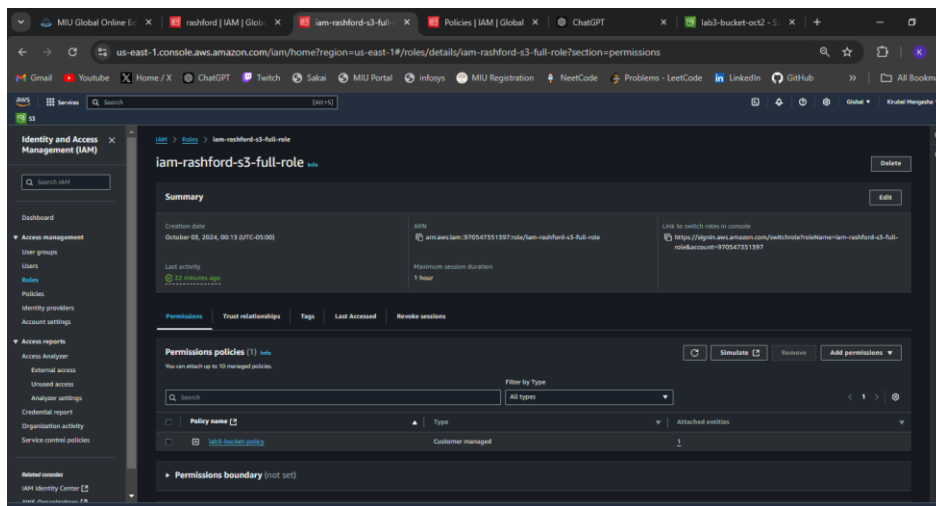 MIU Global Online Ed
rashford | IAM | Globa
iam-rashford-s3-full-
Policies | IAM | Global
ChatGPT
lab3-bucket-oct2 - S
us-east-1.console.aws.amazon.com/iam/home?region=us-east-1#/roles/details/iam-rashford-s3-full-role?section=permissions
K
Gmail
Youtube
Home / X
ChatGPT
Twitch
Sakai
MIU Portal
infosys
MIU Registration
NeetCode
Problems - LeetCode
LinkedIn
GitHub
All Bookma
aws
Services
Search
[Alt+S]
Global
Kirubel Mengesha
S3
Identity and Access
Management (IAM)
Search IAM
Dashboard
Access management
User groups
Users
Roles
Policies
Identity providers
Account settings
Access reports
Access Analyzer
External access
Unused access
Analyzer settings
Credential report
Organization activity
Service control policies
Related consoles
IAM Identity Center
AWS Organizations
IAM > Roles > iam-rashford-s3-full-role
iam-rashford-s3-full-role Info
Delete
Summary
Edit
Creation date
October 03, 2024, 00:13 (UTC-05:00)
Last activity
22 minutes ago
ARN
arn:aws:iam::970547351397:role/iam-rashford-s3-full-role
Maximum session duration
1 hour
Link to switch roles in console
https://signin.aws.amazon.com/switchrole?roleName=iam-rashford-s3-full-
role&account=970547351397
Permissions
Trust relationships
Tags
Last Accessed
Revoke sessions
Permissions policies (1) Info
You can attach up to 10 managed policies.
Simulate
Remove
Add permissions
Filter by Type
Search
All types
1
Policy name
Type
Attached entities
lab3-bucket-policy
Customer managed
1
Permissions boundary (not set)